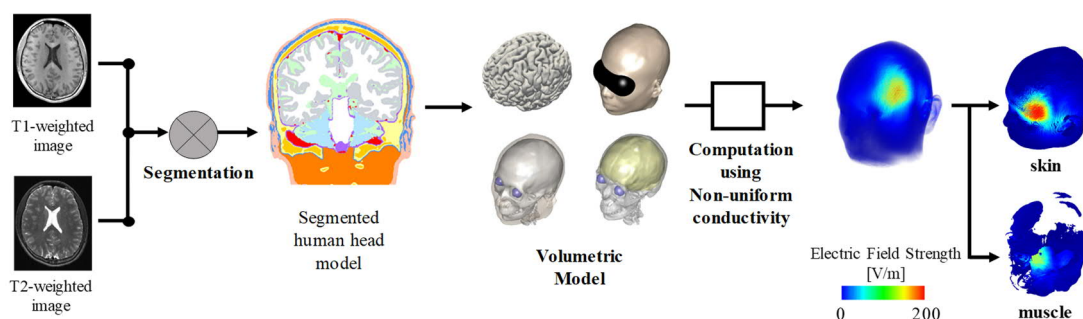 T1-weighted
image
T2-weighted
image
Segmentation
Segmented
human head
model
Volumetric
Model
Computation
using
Non-uniform
conductivity
Electric Field Strength
[V/m]
0
200
skin
muscle